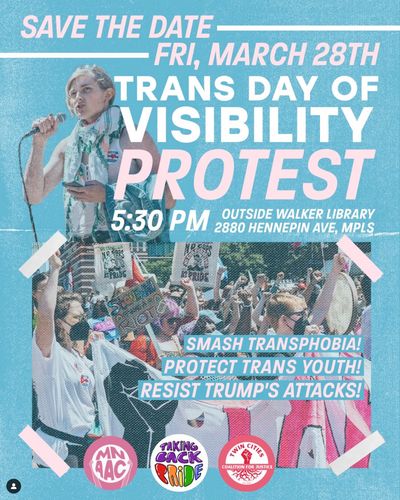 SAVE THE DATE
FRI, MARCH 28TH
TRANS DAY OF
VISIBILITY
PROTEST
5:30 PM
OUTSIDE WALKER LIBRARY
2880 HENNEPIN AVE, MPLS
PRIDE
SMASH TRANSPHOBIA!
PROTECT TRANS YOUTH!
RESIST TRUMP'S ATTACKS!
MN
AAC
TAKING
BACK
PRIDE
TWIN CITIES
COALITION FOR JUSTICE